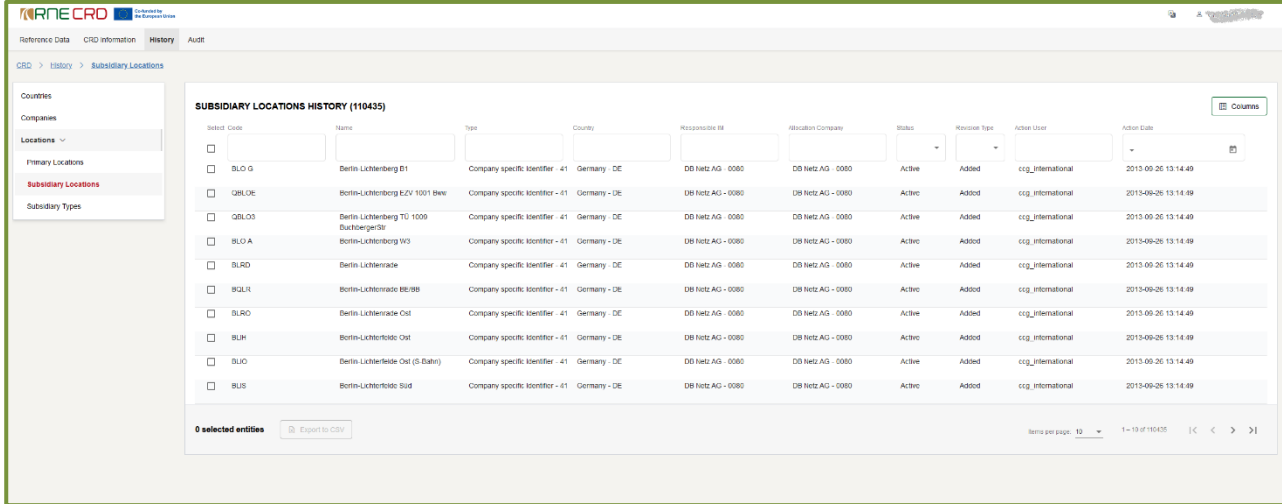 RNE CRD Co-funded by the European Union
Reference Data CRD Information History Audit
CRD > History > Subsidiary Locations
Countries
Companies
Locations
Primary Locations
Subsidiary Locations
Subsidiary Types
SUBSIDIARY LOCATIONS HISTORY (110435)
Columns
Select Code Name Type Country Responsible IM Allocation Company Status Revision Type Action User Action Date
BLO G Berlin-Lichtenberg B1 Company specific Identifier - 41 Germany - DE DB Netz AG - 0080 DB Netz AG - 0080 Active Added ccg_international 2013-09-26 13:14:49
QBLOE Berlin-Lichtenberg EZV 1001 Bww Company specific Identifier - 41 Germany - DE DB Netz AG - 0080 DB Netz AG - 0080 Active Added ccg_international 2013-09-26 13:14:49
QBLO3 Berlin-Lichtenberg TÜ 1009 Company specific Identifier - 41 Germany - DE DB Netz AG - 0080 DB Netz AG - 0080 Active Added ccg_international 2013-09-26 13:14:49
BuchbergerStr
BLO A Berlin-Lichtenberg W3 Company specific Identifier - 41 Germany - DE DB Netz AG - 0080 DB Netz AG - 0080 Active Added ccg_international 2013-09-26 13:14:49
BLRD Berlin-Lichtenrade Company specific Identifier - 41 Germany - DE DB Netz AG - 0080 DB Netz AG - 0080 Active Added ccg_international 2013-09-26 13:14:49
BQLR Berlin-Lichtenrade BE/BB Company specific Identifier - 41 Germany - DE DB Netz AG - 0080 DB Netz AG - 0080 Active Added ccg_international 2013-09-26 13:14:49
BLRO Berlin-Lichtenrade Ost Company specific Identifier - 41 Germany - DE DB Netz AG - 0080 DB Netz AG - 0080 Active Added ccg_international 2013-09-26 13:14:49
BLIH Berlin-Lichterfelde Ost Company specific Identifier - 41 Germany - DE DB Netz AG - 0080 DB Netz AG - 0080 Active Added ccg_international 2013-09-26 13:14:49
BLIO Berlin-Lichterfelde Ost (S-Bahn) Company specific Identifier - 41 Germany - DE DB Netz AG - 0080 DB Netz AG - 0080 Active Added ccg_international 2013-09-26 13:14:49
BLIS Berlin-Lichterfelde Süd Company specific Identifier - 41 Germany - DE DB Netz AG - 0080 DB Netz AG - 0080 Active Added ccg_international 2013-09-26 13:14:49
0 selected entities Export to CSV Items per page: 10 1 – 10 of 110435